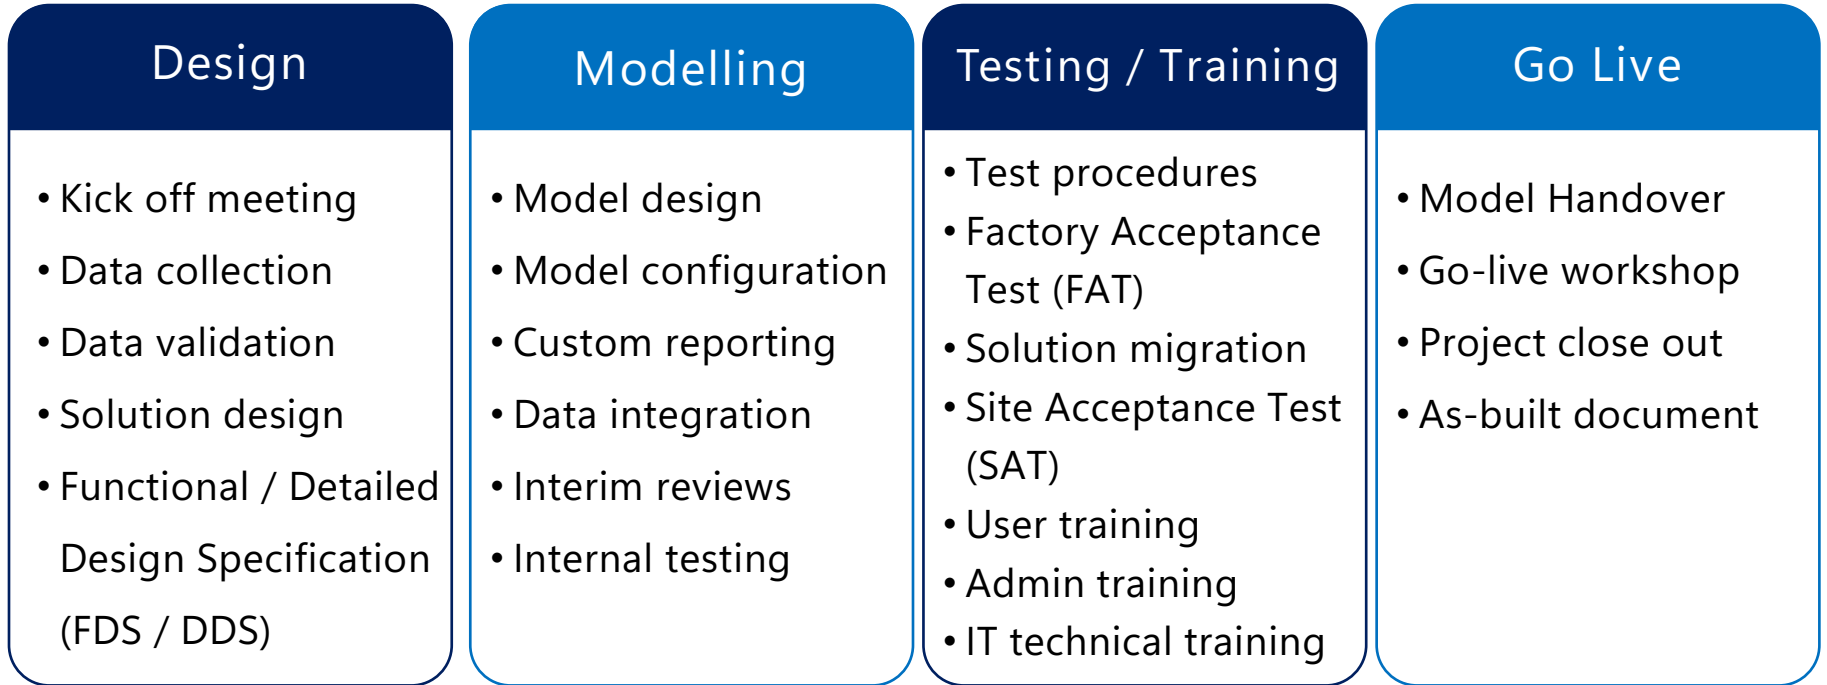 Design
• Kick off meeting
• Data collection
• Data validation
• Solution design
• Functional / Detailed
Design Specification
(FDS / DDS)
Modelling
• Model design
• Model configuration
• Custom reporting
• Data integration
• Interim reviews
• Internal testing
Testing / Training
• Test procedures
• Factory Acceptance
Test (FAT)
• Solution migration
• Site Acceptance Test
(SAT)
• User training
• Admin training
• IT technical training
Go Live
• Model Handover
• Go-live workshop
• Project close out
• As-built document